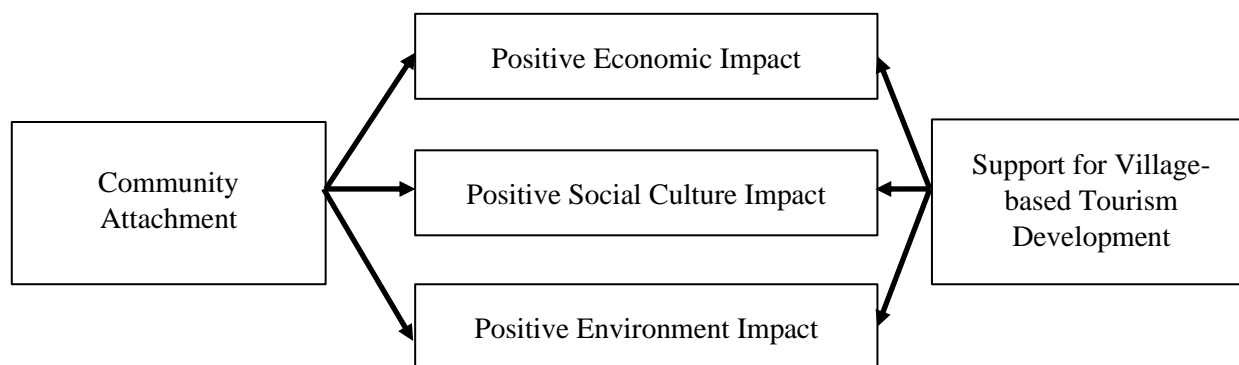 Positive Economic Impact
Community
Attachment
Positive Social Culture Impact
Support for Village-
based Tourism
Development
Positive Environment Impact